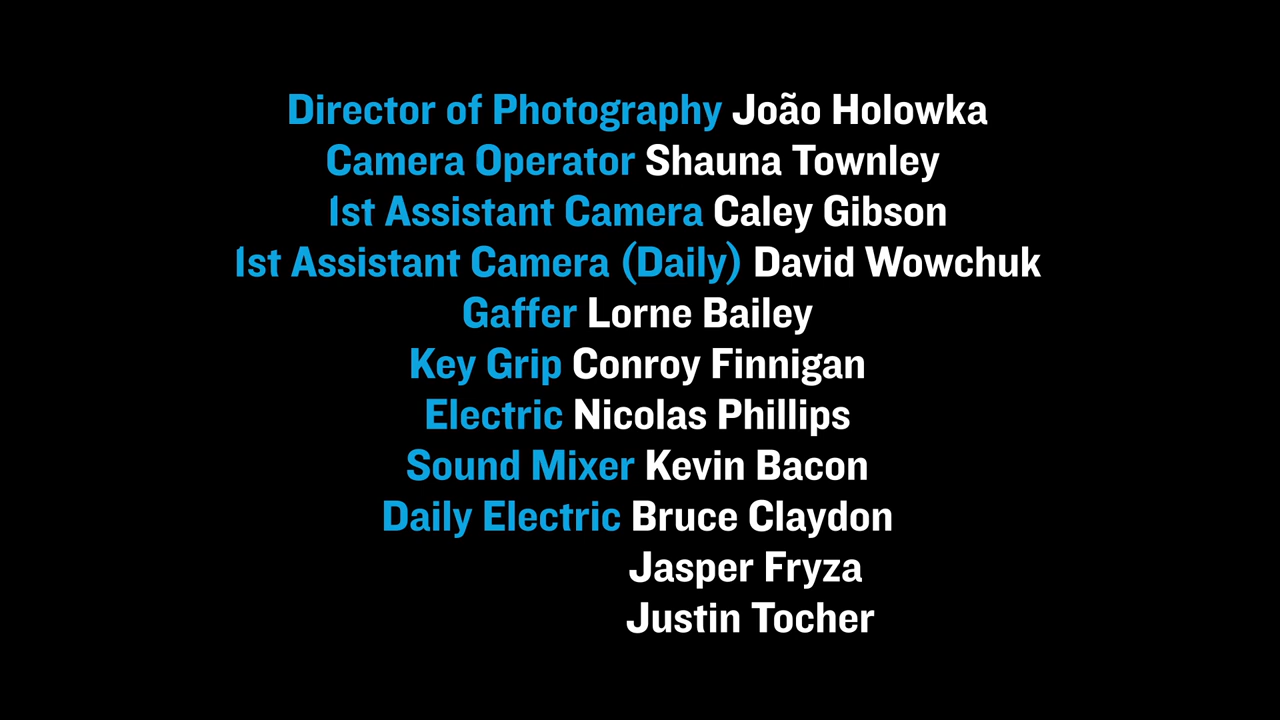 Director of Photography João Holowka
Camera Operator Shauna Townley
1st Assistant Camera Caley Gibson
1st Assistant Camera (Daily) David Wowchuk
Gaffer Lorne Bailey
Key Grip Conroy Finnigan
Electric Nicolas Phillips
Sound Mixer Kevin Bacon
Daily Electric Bruce Claydon
Jasper Fryza
Justin Tocher